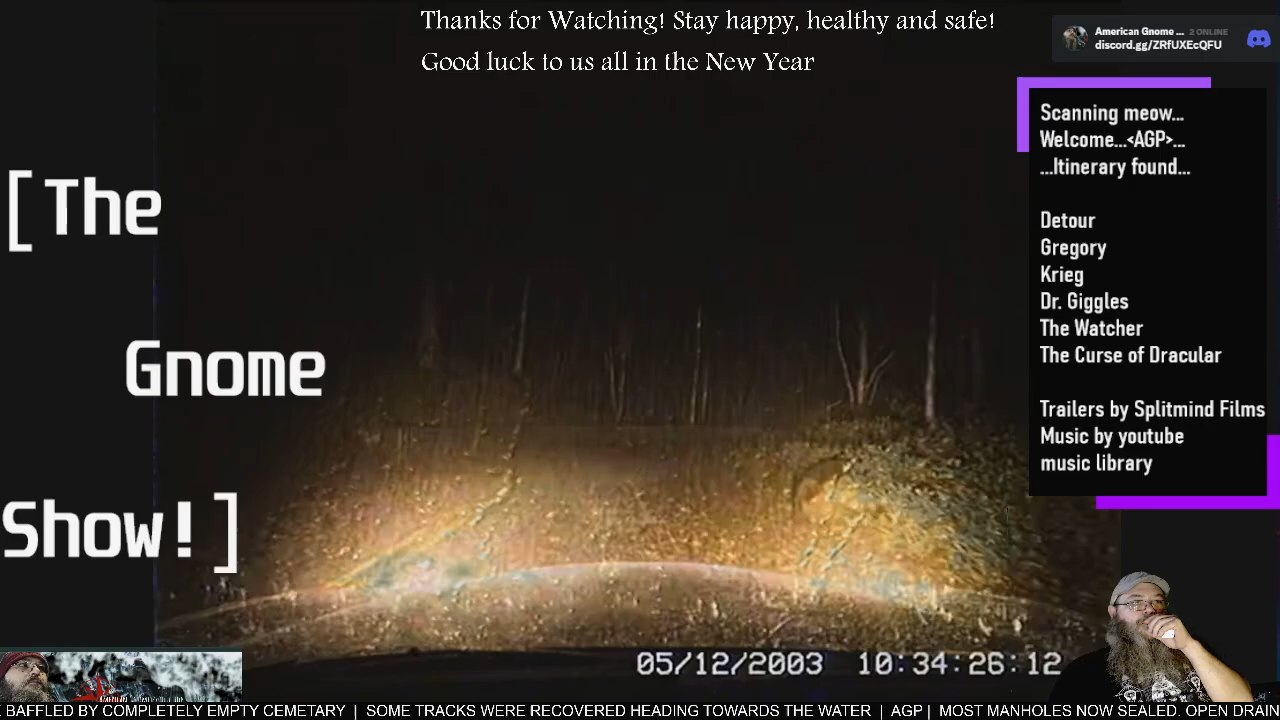 Thanks for Watching! Stay happy, healthy and safe!
Good luck to us all in the New Year
American Gnome ... 2 ONLINE
discord.gg/ZRfUXEcQFU
Scanning meow...
Welcome...<AGP>...
...Itinerary found...
Detour
Gregory
Krieg
Dr. Giggles
The Watcher
The Curse of Dracular
Trailers by Splitmind Films
Music by youtube
music library
[The
Gnome
Show!]
05/12/2003 10:34:26:12
BAFFLED BY COMPLETELY EMPTY CEMETARY | SOME TRACKS WERE RECOVERED HEADING TOWARDS THE WATER | AGP | MOST MANHOLES NOW SEALED, OPEN DRAIN